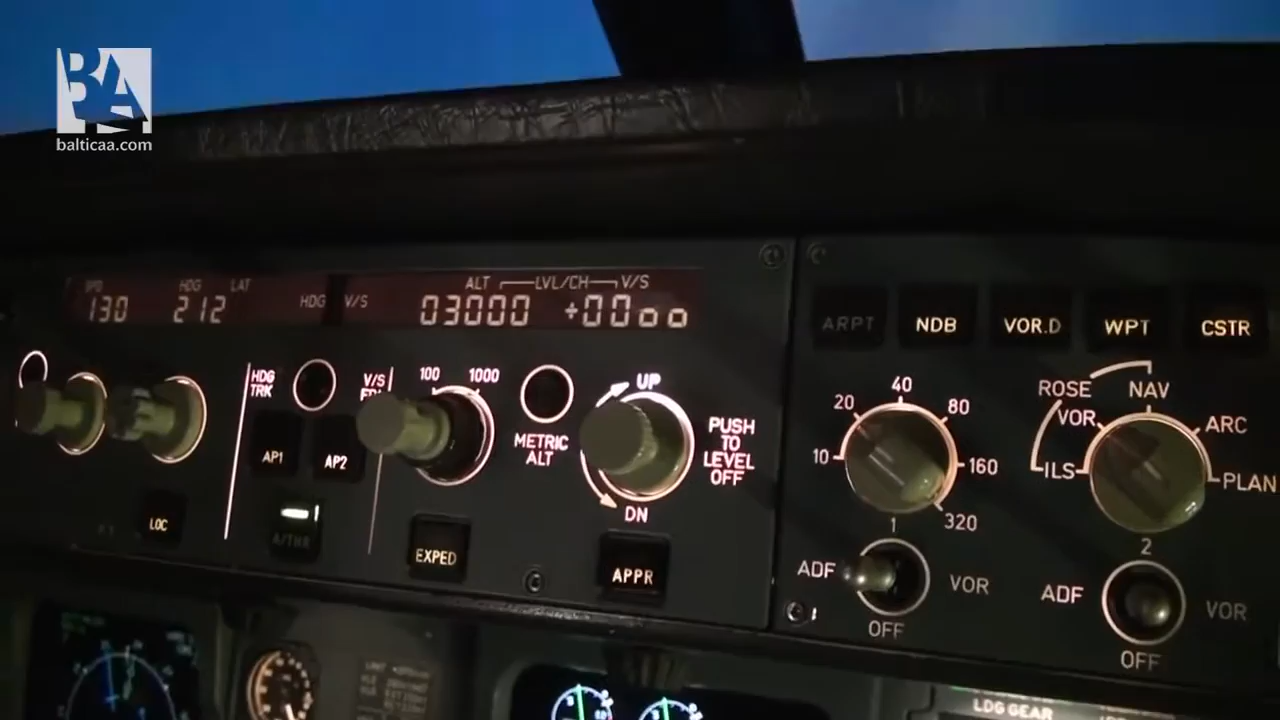 BA
balticaa.com
SPD HDG LAT
130 212
HDG V/S
ALT LVL/CH V/S
03000 +00oo
HDG
TRK
V/S
100 1000
METRIC
ALT
UP
DN
PUSH
TO
LEVEL
OFF
AP1 AP2
LOC
A/THR
EXPED
APPR
ARPT NDB VOR.D WPT CSTR
10 20 40 80 160 320
ROSE
ILS VOR NAV ARC PLAN
1
ADF VOR
OFF
2
ADF VOR
OFF
LDG GEAR